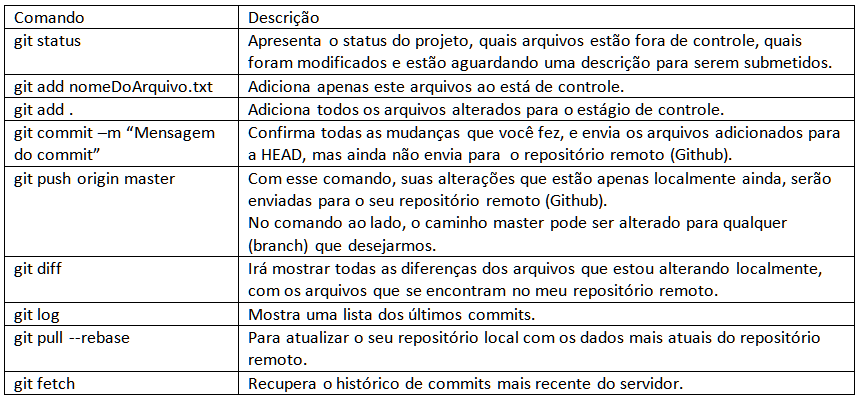 Comando Descrição
git status Apresenta o status do projeto, quais arquivos estão fora de controle, quais
foram modificados e estão aguardando uma descrição para serem submetidos.
git add nomeDoArquivo.txt Adiciona apenas este arquivos ao está de controle.
git add . Adiciona todos os arquivos alterados para o estágio de controle.
git commit –m “Mensagem
do commit”
Confirma todas as mudanças que você fez, e envia os arquivos adicionados para
a HEAD, mas ainda não envia para o repositório remoto (Github).
git push origin master Com esse comando, suas alterações que estão apenas localmente ainda, serão
enviadas para o seu repositório remoto (Github).
No comando ao lado, o caminho master pode ser alterado para qualquer
(branch) que desejarmos.
git diff Irá mostrar todas as diferenças dos arquivos que estou alterando localmente,
com os arquivos que se encontram no meu repositório remoto.
git log Mostra uma lista dos últimos commits.
git pull --rebase Para atualizar o seu repositório local com os dados mais atuais do repositório
remoto.
git fetch Recupera o histórico de commits mais recente do servidor.